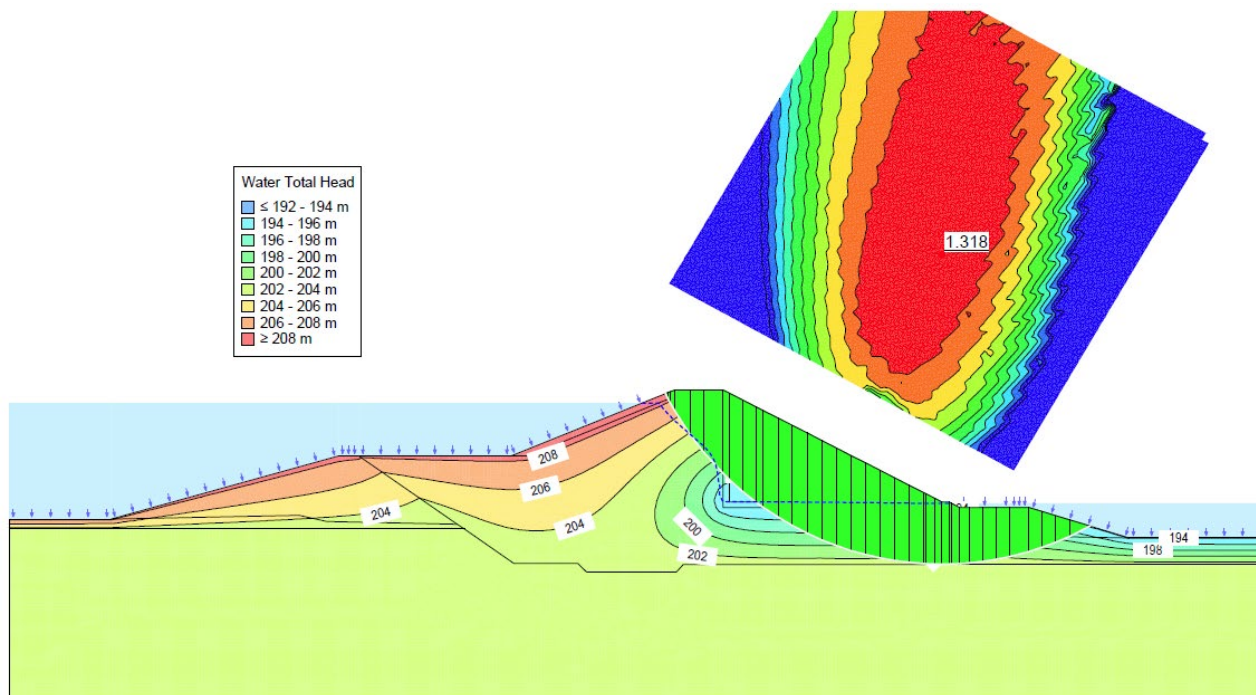 1.318
Water Total Head
≤ 192 - 194 m
194 - 196 m
196 - 198 m
198 - 200 m
200 - 202 m
202 - 204 m
204 - 206 m
206 - 208 m
≥ 208 m
208
206
204
204
200
202
194
198